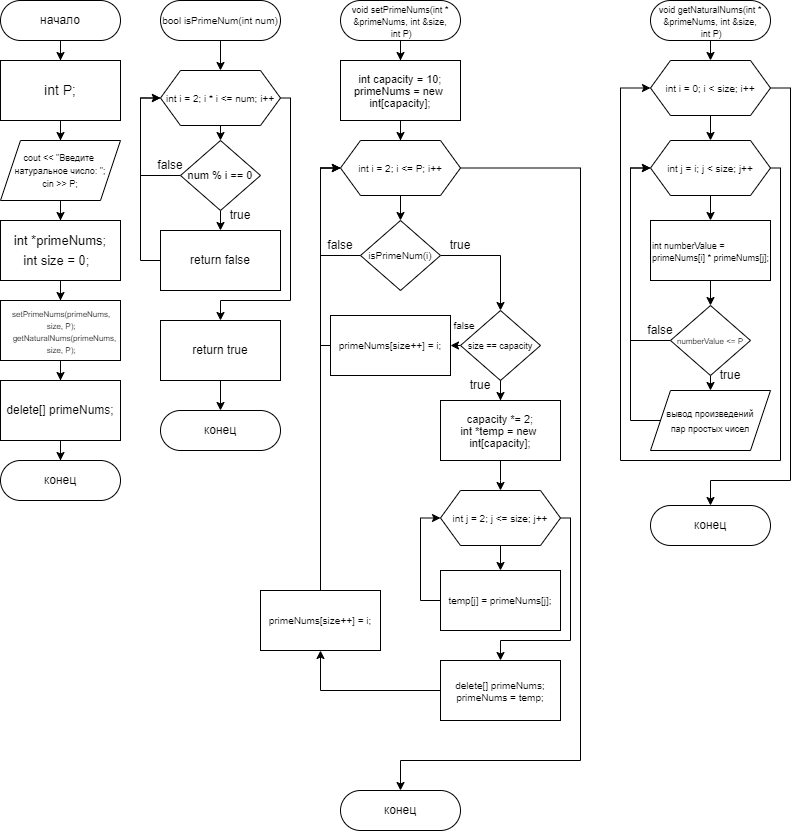 начало
int P;
cout << "Введите
натуральное число: ";
cin >> P;
int *primeNums;
int size = 0;
setPrimeNums(primeNums,
size, P);
getNaturalNums(primeNums,
size, P);
delete[] primeNums;
конец
bool isPrimeNum(int num)
int i = 2; i * i <= num; i++
false
num % i == 0
true
return false
return true
конец
void setPrimeNums(int *
&primeNums, int &size,
int P)
int capacity = 10;
primeNums = new
int[capacity];
int i = 2; i <= P; i++
false
true
isPrimeNum(i)
false
primeNums[size++] = i;
size == capacity
true
capacity *= 2;
int *temp = new
int[capacity];
int j = 2; j <= size; j++
temp[j] = primeNums[j];
primeNums[size++] = i;
delete[] primeNums;
primeNums = temp;
конец
void getNaturalNums(int *
&primeNums, int &size,
int P)
int i = 0; i < size; i++
int j = i; j < size; j++
int numberValue =
primeNums[i] * primeNums[j];
false
numberValue <= P
true
вывод произведений
пар простых чисел
конец